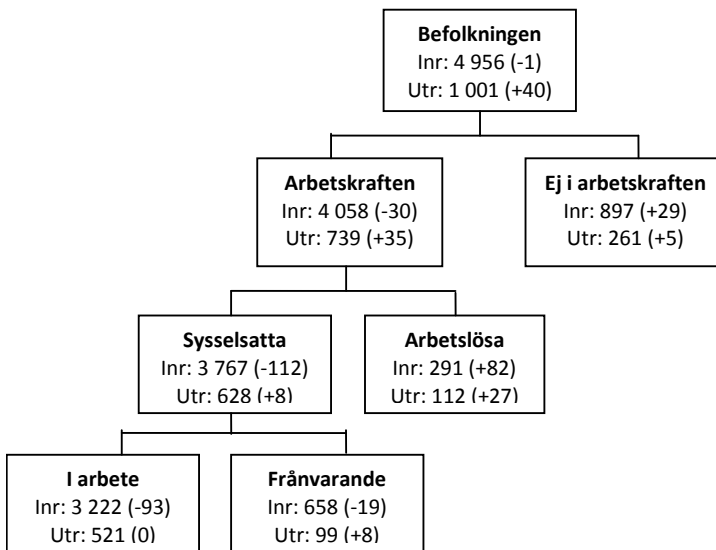 Befolkningen
Inr: 4 956 (-1)
Utr: 1 001 (+40)
Arbetskraften
Inr: 4 058 (-30)
Utr: 739 (+35)
Ej i arbetskraften
Inr: 897 (+29)
Utr: 261 (+5)
Sysselsatta
Inr: 3 767 (-112)
Utr: 628 (+8)
Arbetslösa
Inr: 291 (+82)
Utr: 112 (+27)
I arbete
Inr: 3 222 (-93)
Utr: 521 (0)
Frånvarande
Inr: 658 (-19)
Utr: 99 (+8)